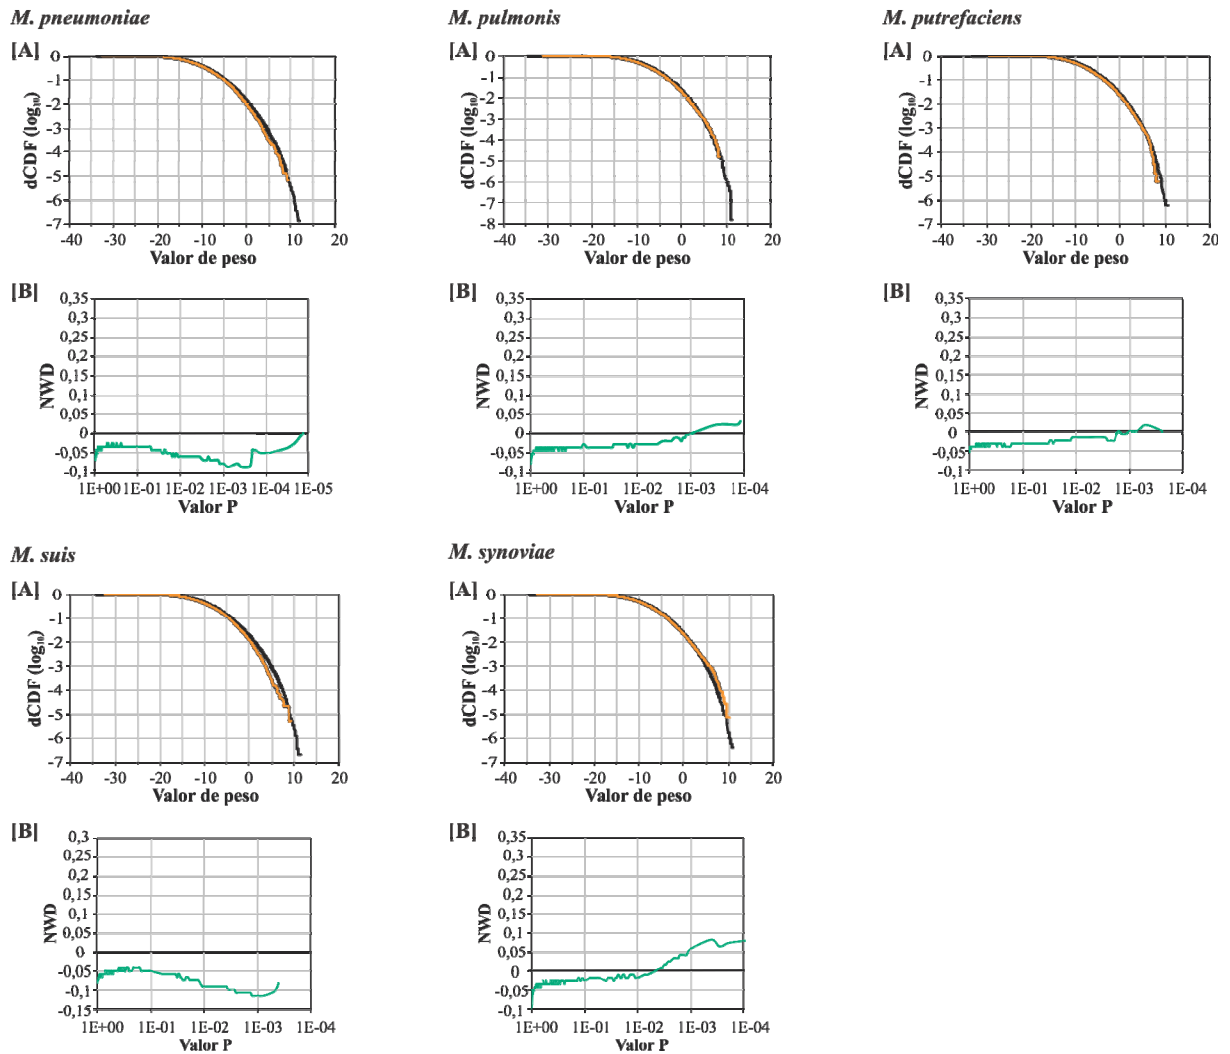 M. pneumoniae
[A]
dCDF (log₁₀)
0
-1
-2
-3
-4
-5
-6
-7
-40 -30 -20 -10 0 10 20
Valor de peso
[B]
NWD
0,35
0,3
0,25
0,2
0,15
0,1
0,05
0
-0,05
-0,1
1E+00 1E-01 1E-02 1E-03 1E-04 1E-05
Valor P
M. pulmonis
[A]
dCDF (log₁₀)
0
-1
-2
-3
-4
-5
-6
-7
-8
-40 -30 -20 -10 0 10 20
Valor de peso
[B]
NWD
0,35
0,3
0,25
0,2
0,15
0,1
0,05
0
-0,05
-0,1
1E+00 1E-01 1E-02 1E-03 1E-04
Valor P
M. putrefaciens
[A]
dCDF (log₁₀)
0
-1
-2
-3
-4
-5
-6
-7
-40 -30 -20 -10 0 10 20
Valor de peso
[B]
NWD
0,35
0,3
0,25
0,2
0,15
0,1
0,05
0
-0,05
-0,1
1E+00 1E-01 1E-02 1E-03 1E-04
Valor P
M. suis
[A]
dCDF (log₁₀)
0
-1
-2
-3
-4
-5
-6
-7
-40 -30 -20 -10 0 10 20
Valor de peso
[B]
NWD
0,3
0,25
0,2
0,15
0,1
0,05
0
-0,05
-0,1
-0,15
1E+00 1E-01 1E-02 1E-03 1E-04
Valor P
M. synoviae
[A]
dCDF (log₁₀)
0
-1
-2
-3
-4
-5
-6
-7
-40 -30 -20 -10 0 10 20
Valor de peso
[B]
NWD
0,35
0,3
0,25
0,2
0,15
0,1
0,05
0
-0,05
-0,1
1E+00 1E-01 1E-02 1E-03 1E-04
Valor P